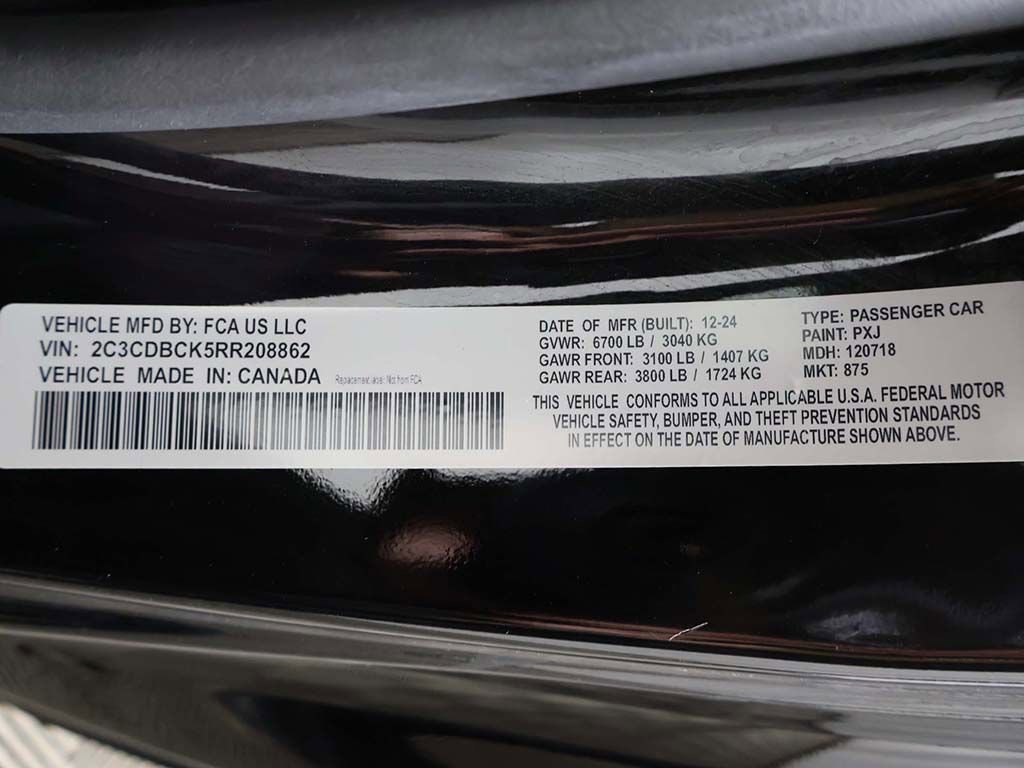 VEHICLE MFD BY: FCA US LLC
VIN: 2C3CDBCK5RR208862
VEHICLE MADE IN: CANADA
Replacement label: Not from FCA
DATE OF MFR (BUILT): 12-24
GVWR: 6700 LB / 3040 KG
GAWR FRONT: 3100 LB / 1407 KG
GAWR REAR: 3800 LB / 1724 KG
TYPE: PASSENGER CAR
PAINT: PXJ
MDH: 120718
MKT: 875
THIS VEHICLE CONFORMS TO ALL APPLICABLE U.S.A. FEDERAL MOTOR
VEHICLE SAFETY, BUMPER, AND THEFT PREVENTION STANDARDS
IN EFFECT ON THE DATE OF MANUFACTURE SHOWN ABOVE.